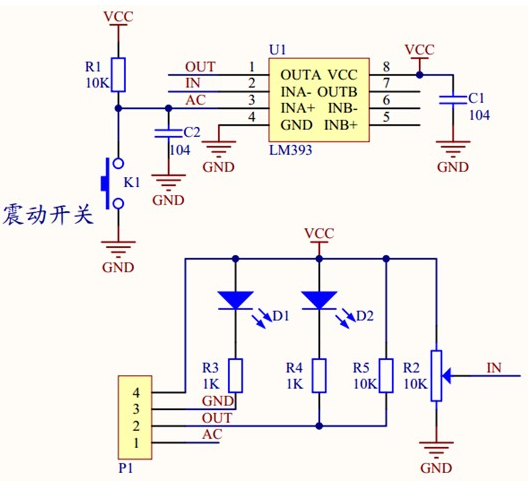 VCC
R1
10K
OUT
IN
AC
C2
104
GND
K1
震动开关
GND
U1
1 OUTA VCC 8
2 INA- OUTB 7
3 INA+ INB- 6
4 GND INB+ 5
LM393
GND
VCC
C1
104
GND
VCC
D1
D2
R3
1K
R4
1K
R5
10K
R2
10K
IN
GND
4
3 GND
2 OUT
1 AC
P1